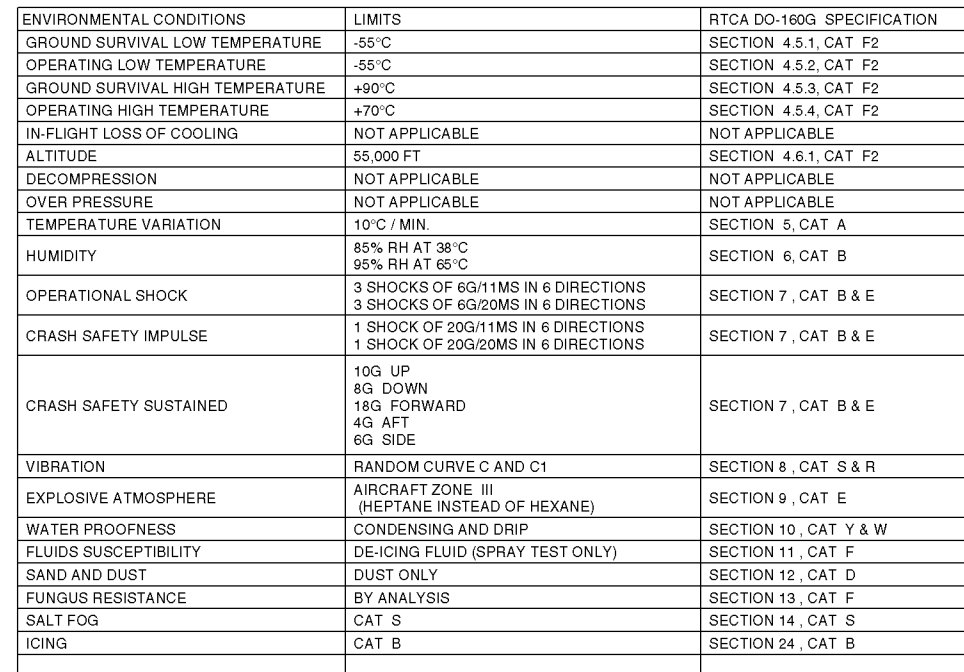 ENVIRONMENTAL CONDITIONS LIMITS RTCA DO-160G SPECIFICATION
GROUND SURVIVAL LOW TEMPERATURE -55°C SECTION 4.5.1, CAT F2
OPERATING LOW TEMPERATURE -55°C SECTION 4.5.2, CAT F2
GROUND SURVIVAL HIGH TEMPERATURE +90°C SECTION 4.5.3, CAT F2
OPERATING HIGH TEMPERATURE +70°C SECTION 4.5.4, CAT F2
IN-FLIGHT LOSS OF COOLING NOT APPLICABLE NOT APPLICABLE
ALTITUDE 55,000 FT SECTION 4.6.1, CAT F2
DECOMPRESSION NOT APPLICABLE NOT APPLICABLE
OVER PRESSURE NOT APPLICABLE NOT APPLICABLE
TEMPERATURE VARIATION 10°C / MIN. SECTION 5, CAT A
HUMIDITY
85% RH AT 38°C
95% RH AT 65°C
SECTION 6, CAT B
OPERATIONAL SHOCK
3 SHOCKS OF 6G/11MS IN 6 DIRECTIONS
3 SHOCKS OF 6G/20MS IN 6 DIRECTIONS
SECTION 7 , CAT B & E
CRASH SAFETY IMPULSE
1 SHOCK OF 20G/11MS IN 6 DIRECTIONS
1 SHOCK OF 20G/20MS IN 6 DIRECTIONS
SECTION 7 , CAT B & E
CRASH SAFETY SUSTAINED
10G UP
8G DOWN
18G FORWARD
4G AFT
6G SIDE
SECTION 7 , CAT B & E
VIBRATION RANDOM CURVE C AND C1 SECTION 8 , CAT S & R
EXPLOSIVE ATMOSPHERE
AIRCRAFT ZONE III
(HEPTANE INSTEAD OF HEXANE)
SECTION 9 , CAT E
WATER PROOFNESS CONDENSING AND DRIP SECTION 10 , CAT Y & W
FLUIDS SUSCEPTIBILITY DE-ICING FLUID (SPRAY TEST ONLY) SECTION 11 , CAT F
SAND AND DUST DUST ONLY SECTION 12 , CAT D
FUNGUS RESISTANCE BY ANALYSIS SECTION 13 , CAT F
SALT FOG CAT S SECTION 14 , CAT S
ICING CAT B SECTION 24 , CAT B